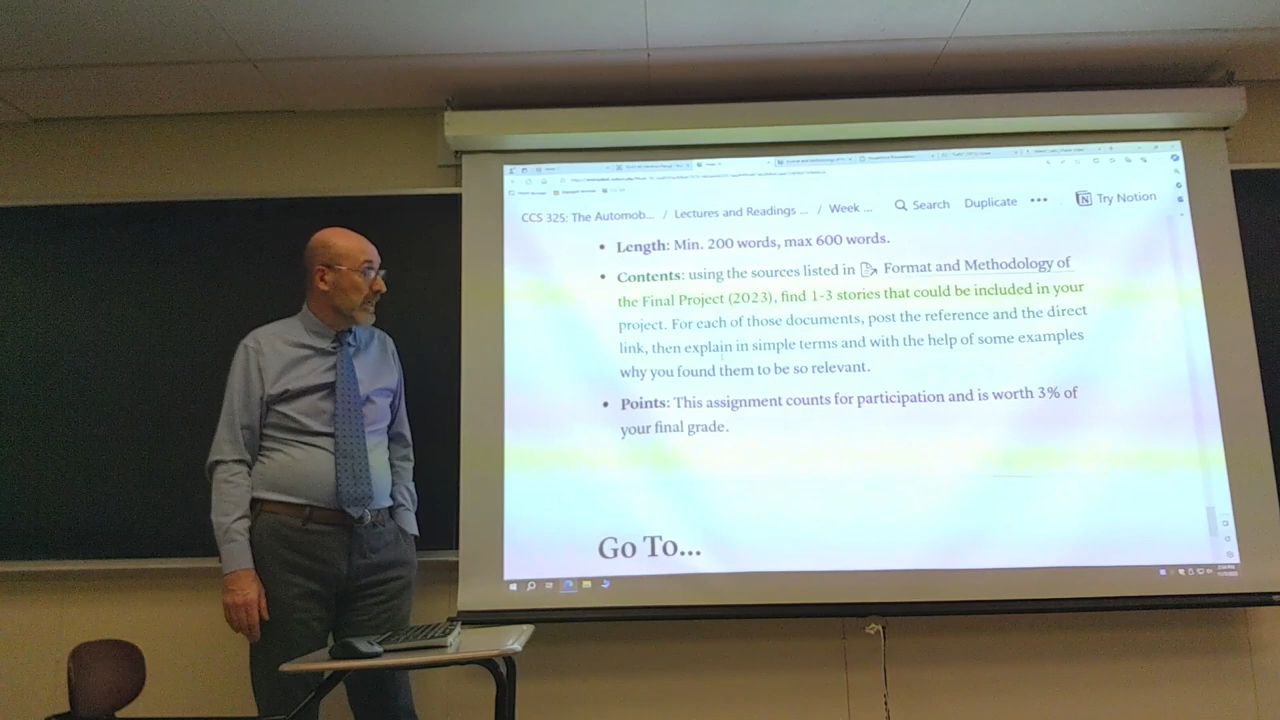 CCS 325: The Automob... / Lectures and Readings ... / Week ... Search Duplicate ••• Try Notion
• Length: Min. 200 words, max 600 words.
• Contents: using the sources listed in Format and Methodology of
the Final Project (2023), find 1-3 stories that could be included in your
project. For each of those documents, post the reference and the direct
link, then explain in simple terms and with the help of some examples
why you found them to be so relevant.
• Points: This assignment counts for participation and is worth 3% of
your final grade.
Go To...